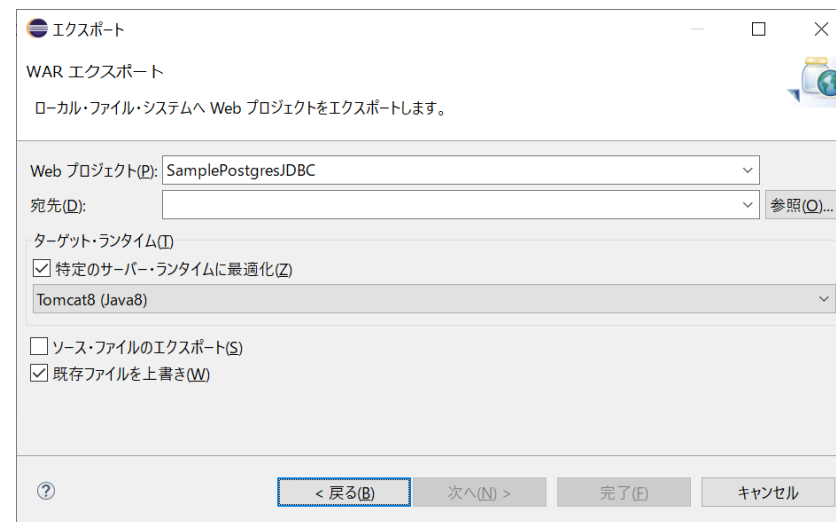 エクスポート
WAR エクスポート
ローカル・ファイル・システムへ Web プロジェクトをエクスポートします。
Web プロジェクト(P): SamplePostgresJDBC
宛先(D): 参照(O)...
ターゲット・ランタイム(T)
特定のサーバー・ランタイムに最適化(Z)
Tomcat8 (Java8)
ソース・ファイルのエクスポート(S)
既存ファイルを上書き(W)
? < 戻る(B) 次へ(N) > 完了(F) キャンセル